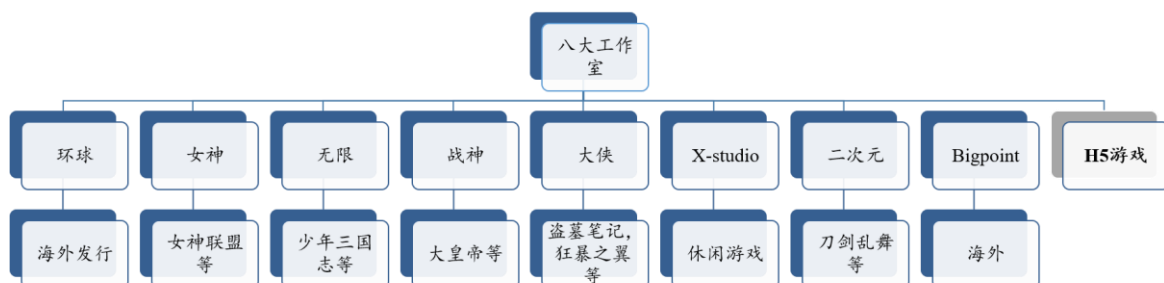 八大工作
室
环球
女神
无限
战神
大侠
X-studio
二次元
Bigpoint
H5游戏
海外发行
女神联盟
等
少年三国
志等
大皇帝等
盗墓笔记，
狂暴之翼
等
休闲游戏
刀剑乱舞
等
海外